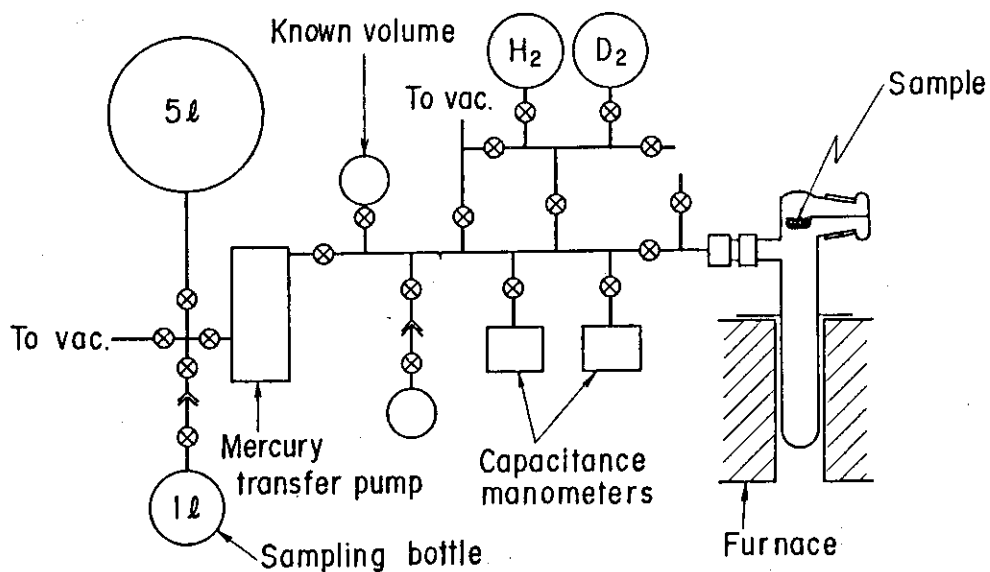 Known volume
H2
D2
To vac.
Sample
5ℓ
To vac.
Mercury
transfer pump
Capacitance
manometers
1ℓ
Sampling bottle
Furnace